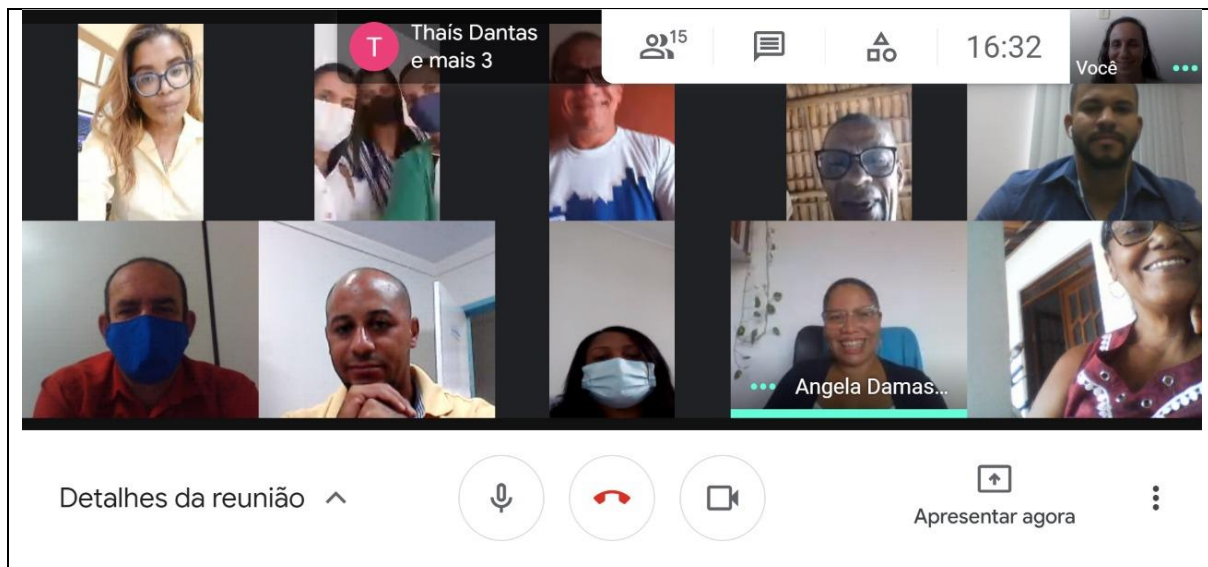 T
Thaís Dantas
e mais 3
15
16:32
Você
Angela Damas...
Detalhes da reunião
Apresentar agora